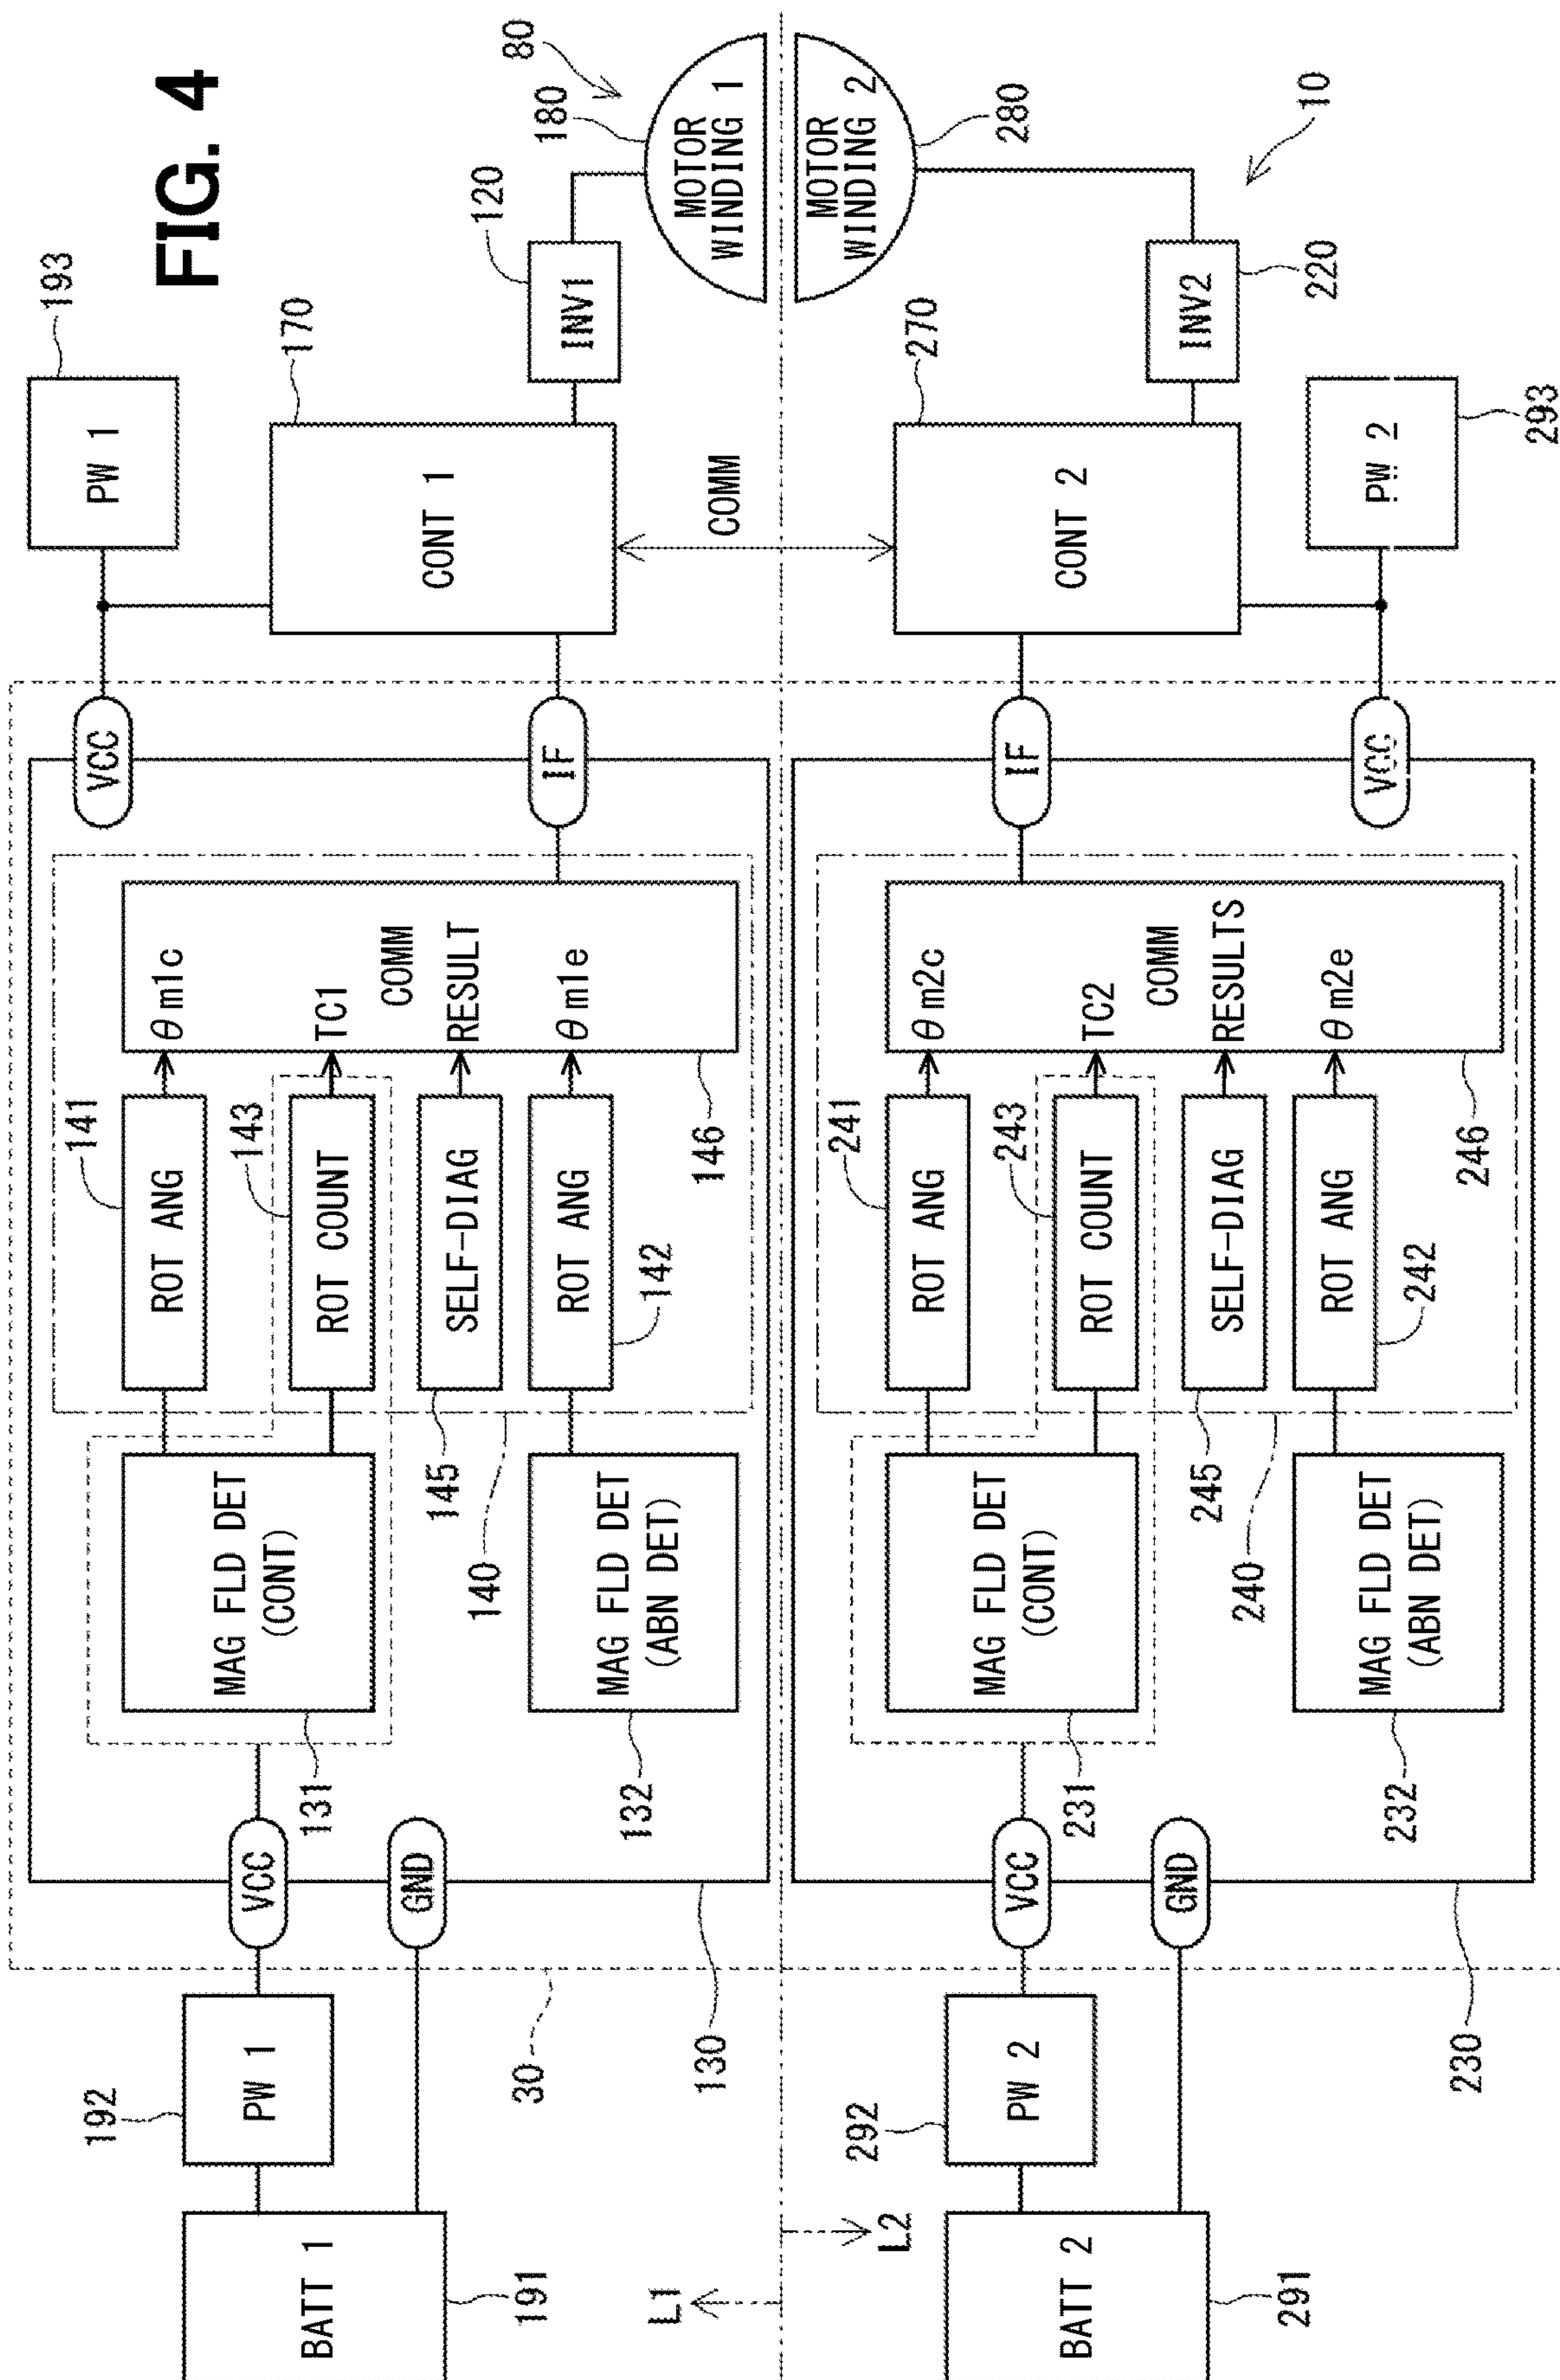 FIG. 4
193
PW 1
170
CONT 1
120
INV1
80
180
MOTOR
WINDING 1
MOTOR
WINDING 2
280
10
COMM
270
CONT 2
INV2
220
PW 2
293
30
VCC
IF
141
ROT ANG
θm1c
143
ROT COUNT
TC1
COMM
SELF-DIAG
RESULT
145
ROT ANG
θm1e
142
146
140
MAG FLD DET
(CONT)
131
MAG FLD DET
(ABN DET)
132
VCC
GND
130
192
PW 1
BATT 1
191
L1
L2
IF
VCC
241
ROT ANG
θm2c
243
ROT COUNT
TC2
COMM
SELF-DIAG
RESULTS
245
ROT ANG
θm2e
242
246
240
MAG FLD DET
(CONT)
231
MAG FLD DET
(ABN DET)
232
VCC
GND
230
292
PW 2
BATT 2
291